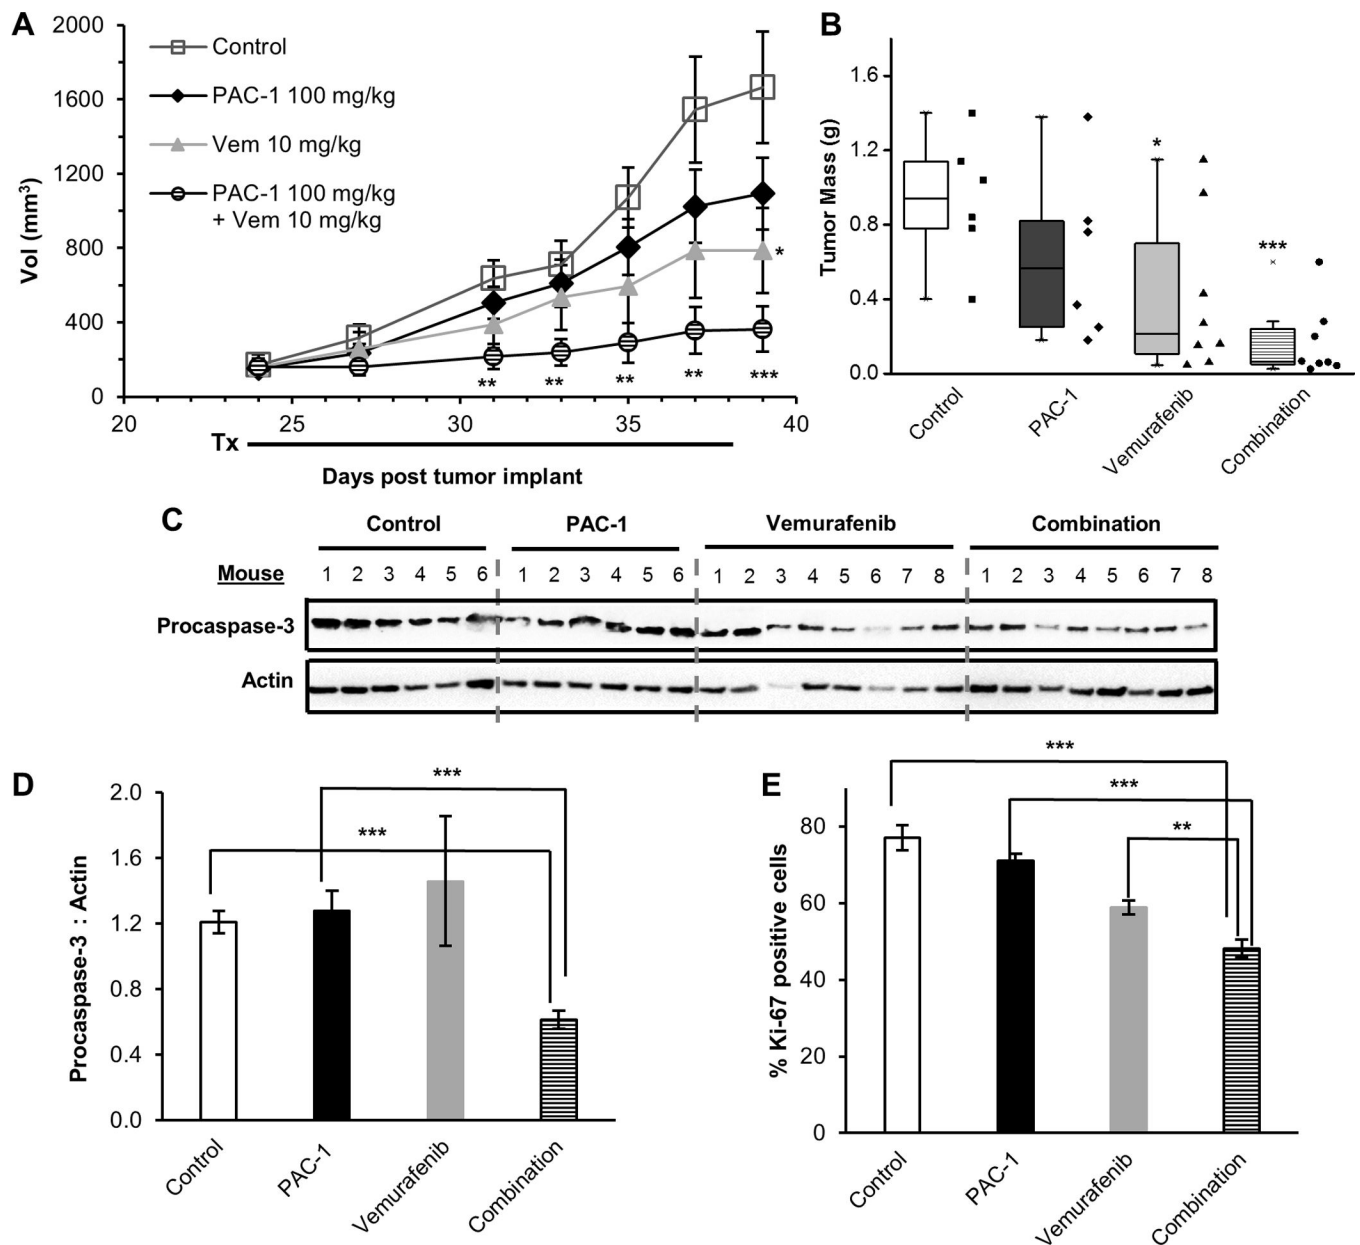 A
2000
1600
1200
800
400
0
Vol (mm³)
Control
PAC-1 100 mg/kg
Vem 10 mg/kg
PAC-1 100 mg/kg
+ Vem 10 mg/kg
*
** ** ** ** ***
20 25 30 35 40
Tx
Days post tumor implant
B
1.6
1.2
0.8
0.4
0.0
Tumor Mass (g)
*
***
Control PAC-1 Vemurafenib Combination
C
Control PAC-1 Vemurafenib Combination
Mouse 1 2 3 4 5 6 1 2 3 4 5 6 1 2 3 4 5 6 7 8 1 2 3 4 5 6 7 8
Procaspase-3
Actin
D
2.0
1.6
1.2
0.8
0.4
0.0
Procaspase-3 : Actin
***
***
Control PAC-1 Vemurafenib Combination
E
80
60
40
20
0
% Ki-67 positive cells
***
***
**
Control PAC-1 Vemurafenib Combination